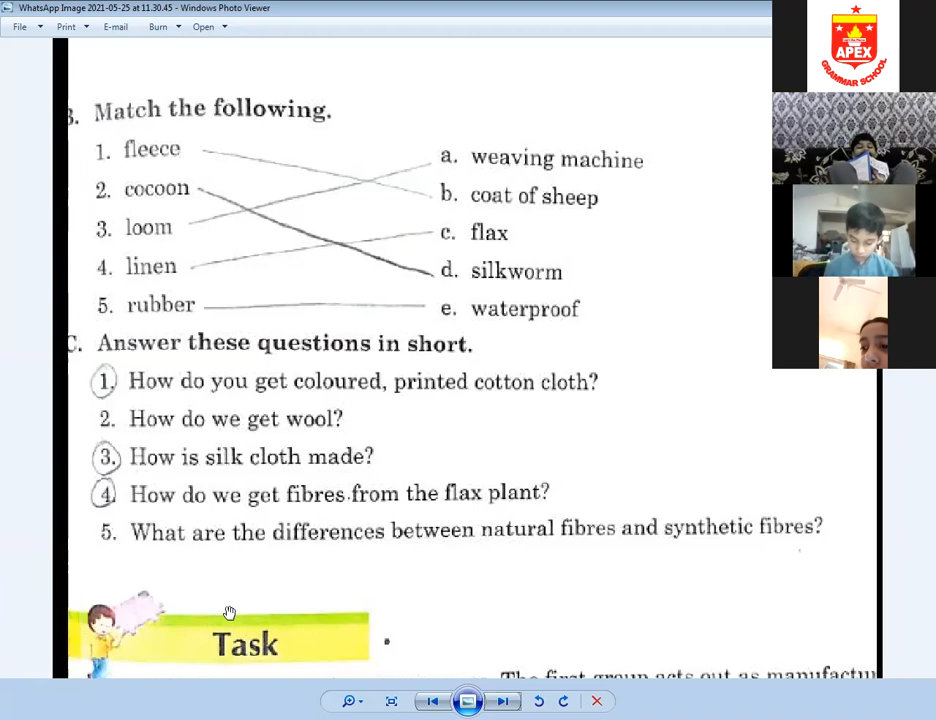 WhatsApp Image 2021-05-25 at 11.30.45 - Windows Photo Viewer
File Print E-mail Burn Open
APEX
GRAMMAR SCHOOL
B. Match the following.
1. fleece
a. weaving machine
2. cocoon
b. coat of sheep
3. loom
c. flax
4. linen
d. silkworm
5. rubber
e. waterproof
C. Answer these questions in short.
1. How do you get coloured, printed cotton cloth?
2. How do we get wool?
3. How is silk cloth made?
4. How do we get fibres from the flax plant?
5. What are the differences between natural fibres and synthetic fibres?
Task
The first group acts out as manufactu